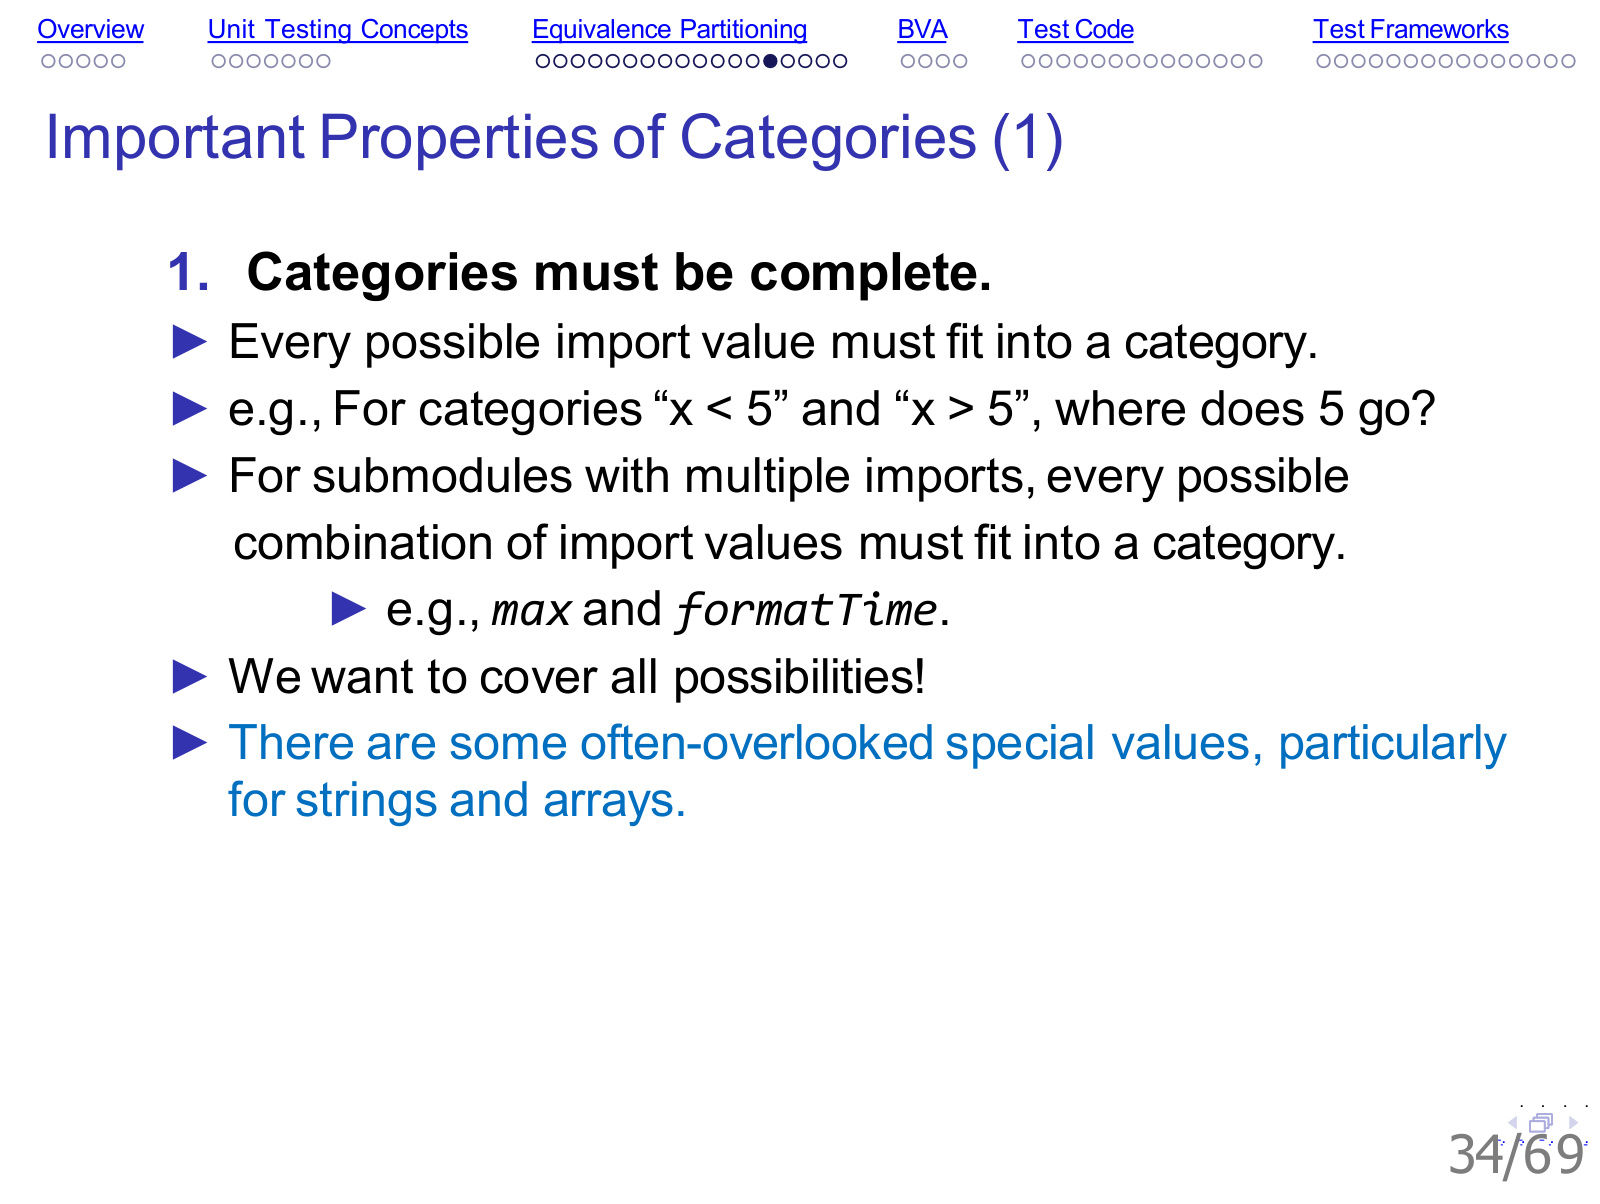 Overview Unit Testing Concepts Equivalence Partitioning BVA Test Code Test Frameworks
Important Properties of Categories (1)
1. Categories must be complete.
► Every possible import value must fit into a category.
► e.g., For categories “x < 5” and “x > 5”, where does 5 go?
► For submodules with multiple imports, every possible
combination of import values must fit into a category.
► e.g., max and formatTime.
► We want to cover all possibilities!
► There are some often-overlooked special values, particularly
for strings and arrays.
34/69